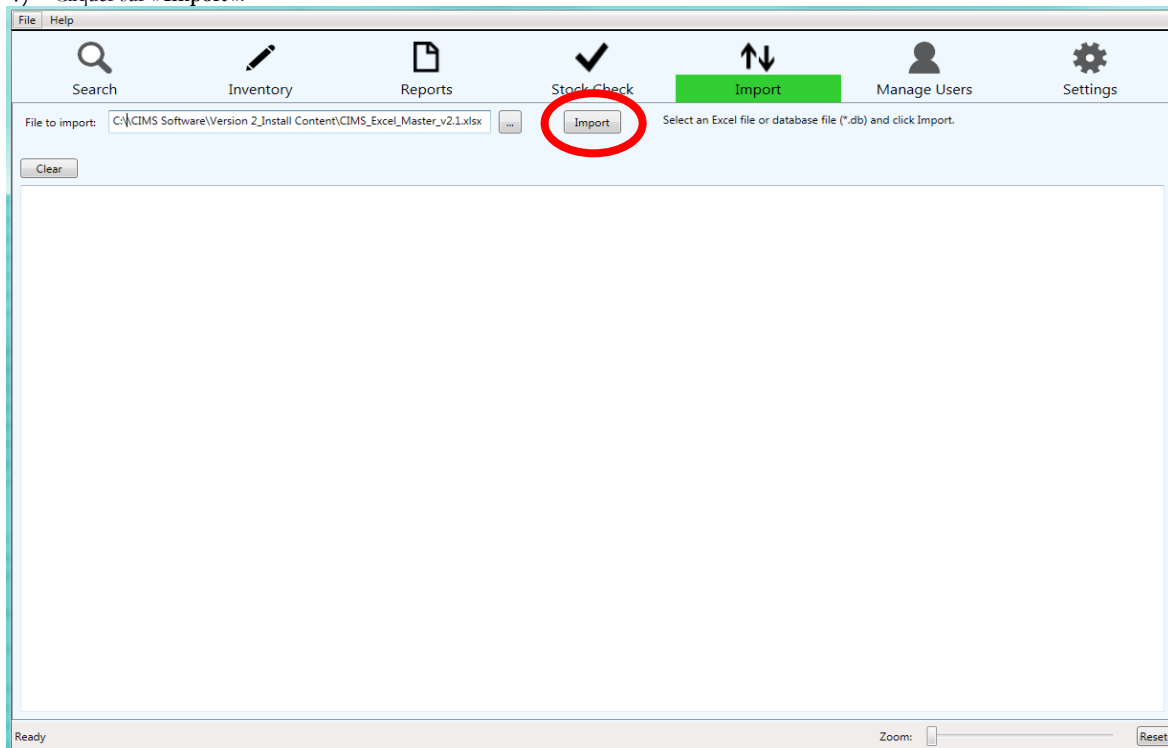 File Help
Search Inventory Reports Stock Check Import Manage Users Settings
File to import: C:\CIMS Software\Version 2_Install Content\CIMS_Excel_Master_v2.1.xlsx ... Import Select an Excel file or database file (*.db) and click Import.
Clear
Ready Zoom: Reset